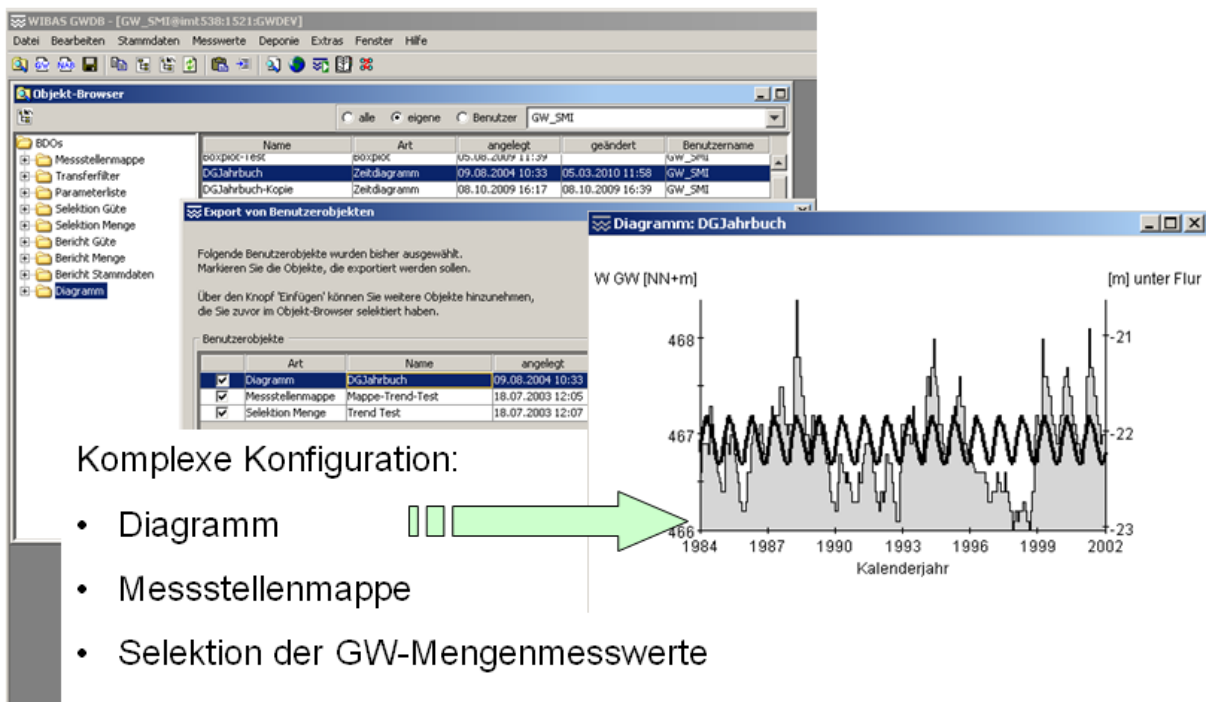 WIBAS GWDB - [GW_SMI@imt538:1521:GWDEV]
Datei Bearbeiten Stammdaten Messwerte Deponie Extras Fenster Hilfe
Objekt-Browser
alle eigene Benutzer GW_SMI
BDOs
Messstellenmappe
Transferfilter
Parameterliste
Selektion Güte
Selektion Menge
Bericht Güte
Bericht Menge
Bericht Stammdaten
Diagramm
Name Art angelegt geändert Benutzername
Boxplot-Test Boxplot 05.08.2009 11:39 GW_SMI
DGJahrbuch Zeitdiagramm 09.08.2004 10:33 05.03.2010 11:58 GW_SMI
DGJahrbuch-Kopie Zeitdiagramm 08.10.2009 16:17 08.10.2009 16:39 GW_SMI
Export von Benutzerobjekten
Folgende Benutzerobjekte wurden bisher ausgewählt.
Markieren Sie die Objekte, die exportiert werden sollen.
Über den Knopf 'Einfügen' können Sie weitere Objekte hinzunehmen,
die Sie zuvor im Objekt-Browser selektiert haben.
Benutzerobjekte
Art Name angelegt
Diagramm DGJahrbuch 09.08.2004 10:33
Messstellenmappe Mappe-Trend-Test 18.07.2003 12:05
Selektion Menge Trend Test 18.07.2003 12:07
Diagramm: DGJahrbuch
W GW [NN+m] [m] unter Flur
468 -21
467 -22
466 -23
1984 1987 1990 1993 1996 1999 2002
Kalenderjahr
Komplexe Konfiguration:
• Diagramm
• Messstellenmappe
• Selektion der GW-Mengenmesswerte